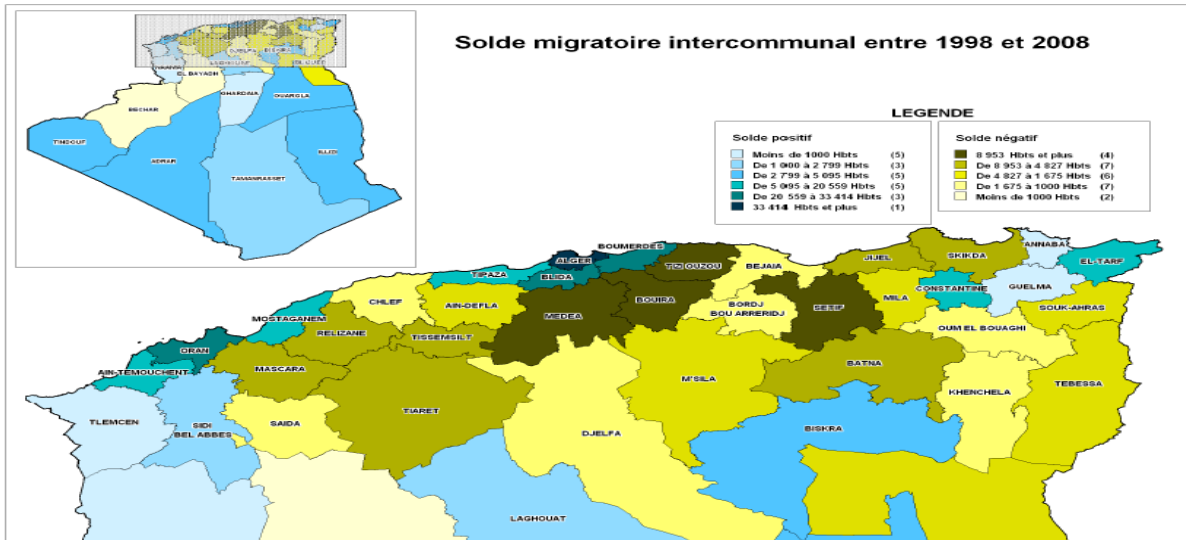 Solde migratoire intercommunal entre 1998 et 2008
DJELFA
EL BAYADH
GHARDAIA
OUARGLA
BECHAR
TINDOUF
ADRAR
ILLIZI
TAMANRASSET
LEGENDE
Solde positif
Moins de 1000 Hbts (5)
De 1 000 à 2 799 Hbts (3)
De 2 799 à 5 095 Hbts (5)
De 5 095 à 20 559 Hbts (5)
De 20 559 à 33 414 Hbts (3)
33 414 Hbts et plus (1)
Solde négatif
8 953 Hbts et plus (4)
De 8 953 à 4 827 Hbts (7)
De 4 827 à 1 675 Hbts (6)
De 1 675 à 1000 Hbts (7)
Moins de 1000 Hbts (2)
BOUMERDES
ANNABA
ALGER
TIZI OUZOU
BEJAIA
JIJEL
SKIKDA
EL-TARF
TIPAZA
BLIDA
CONSTANTINE
GUELMA
CHLEF
AIN-DEFLA
BOUIRA
BORDJ
BOU ARRERIDJ
SETIF
MILA
SOUK-AHRAS
MOSTAGANEM
MEDEA
RELIZANE
TISSEMSILT
OUM EL BOUAGHI
ORAN
AIN-TEMOUCHENT
MASCARA
M'SILA
BATNA
TEBESSA
KHENCHELA
TIARET
TLEMCEN
SIDI
BEL ABBES
SAIDA
DJELFA
BISKRA
LAGHOUAT